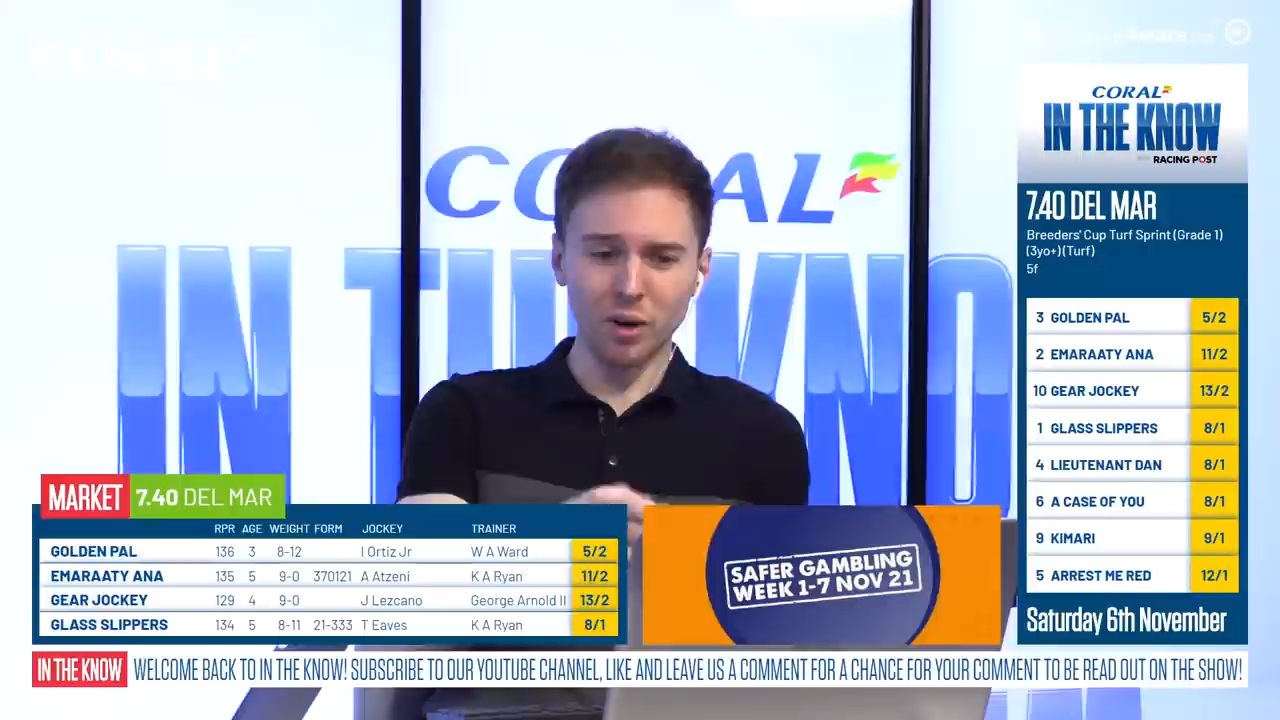 CORAL
IN THE KNOW
CORAL
IN THE KNOW
RACING POST
7.40 DEL MAR
Breeders' Cup Turf Sprint (Grade 1)
(3yo+) (Turf)
5f
3 GOLDEN PAL 5/2
2 EMARAATY ANA 11/2
10 GEAR JOCKEY 13/2
1 GLASS SLIPPERS 8/1
4 LIEUTENANT DAN 8/1
6 A CASE OF YOU 8/1
9 KIMARI 9/1
5 ARREST ME RED 12/1
Saturday 6th November
MARKET 7.40 DEL MAR
RPR AGE WEIGHT FORM JOCKEY TRAINER
GOLDEN PAL 136 3 8-12 I Ortiz Jr W A Ward 5/2
EMARAATY ANA 135 5 9-0 370121 A Atzeni K A Ryan 11/2
GEAR JOCKEY 129 4 9-0 J Lezcano George Arnold II 13/2
GLASS SLIPPERS 134 5 8-11 21-333 T Eaves K A Ryan 8/1
SAFER GAMBLING
WEEK 1-7 NOV 21
IN THE KNOW WELCOME BACK TO IN THE KNOW! SUBSCRIBE TO OUR YOUTUBE CHANNEL, LIKE AND LEAVE US A COMMENT FOR A CHANCE FOR YOUR COMMENT TO BE READ OUT ON THE SHOW!